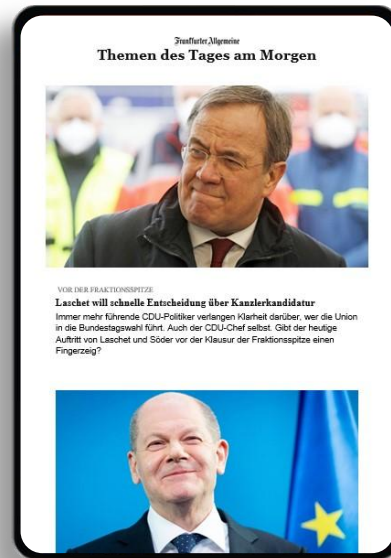 Frankfurter Allgemeine
Themen des Tages am Morgen
VOR DER FRAKTIONSSPITZE
Laschet will schnelle Entscheidung über Kanzlerkandidatur
Immer mehr führende CDU-Politiker verlangen Klarheit darüber, wer die Union
in die Bundestagswahl führt. Auch der CDU-Chef selbst. Gibt der heutige
Auftritt von Laschet und Söder vor der Klausur der Fraktionsspitze einen
Fingerzeig?